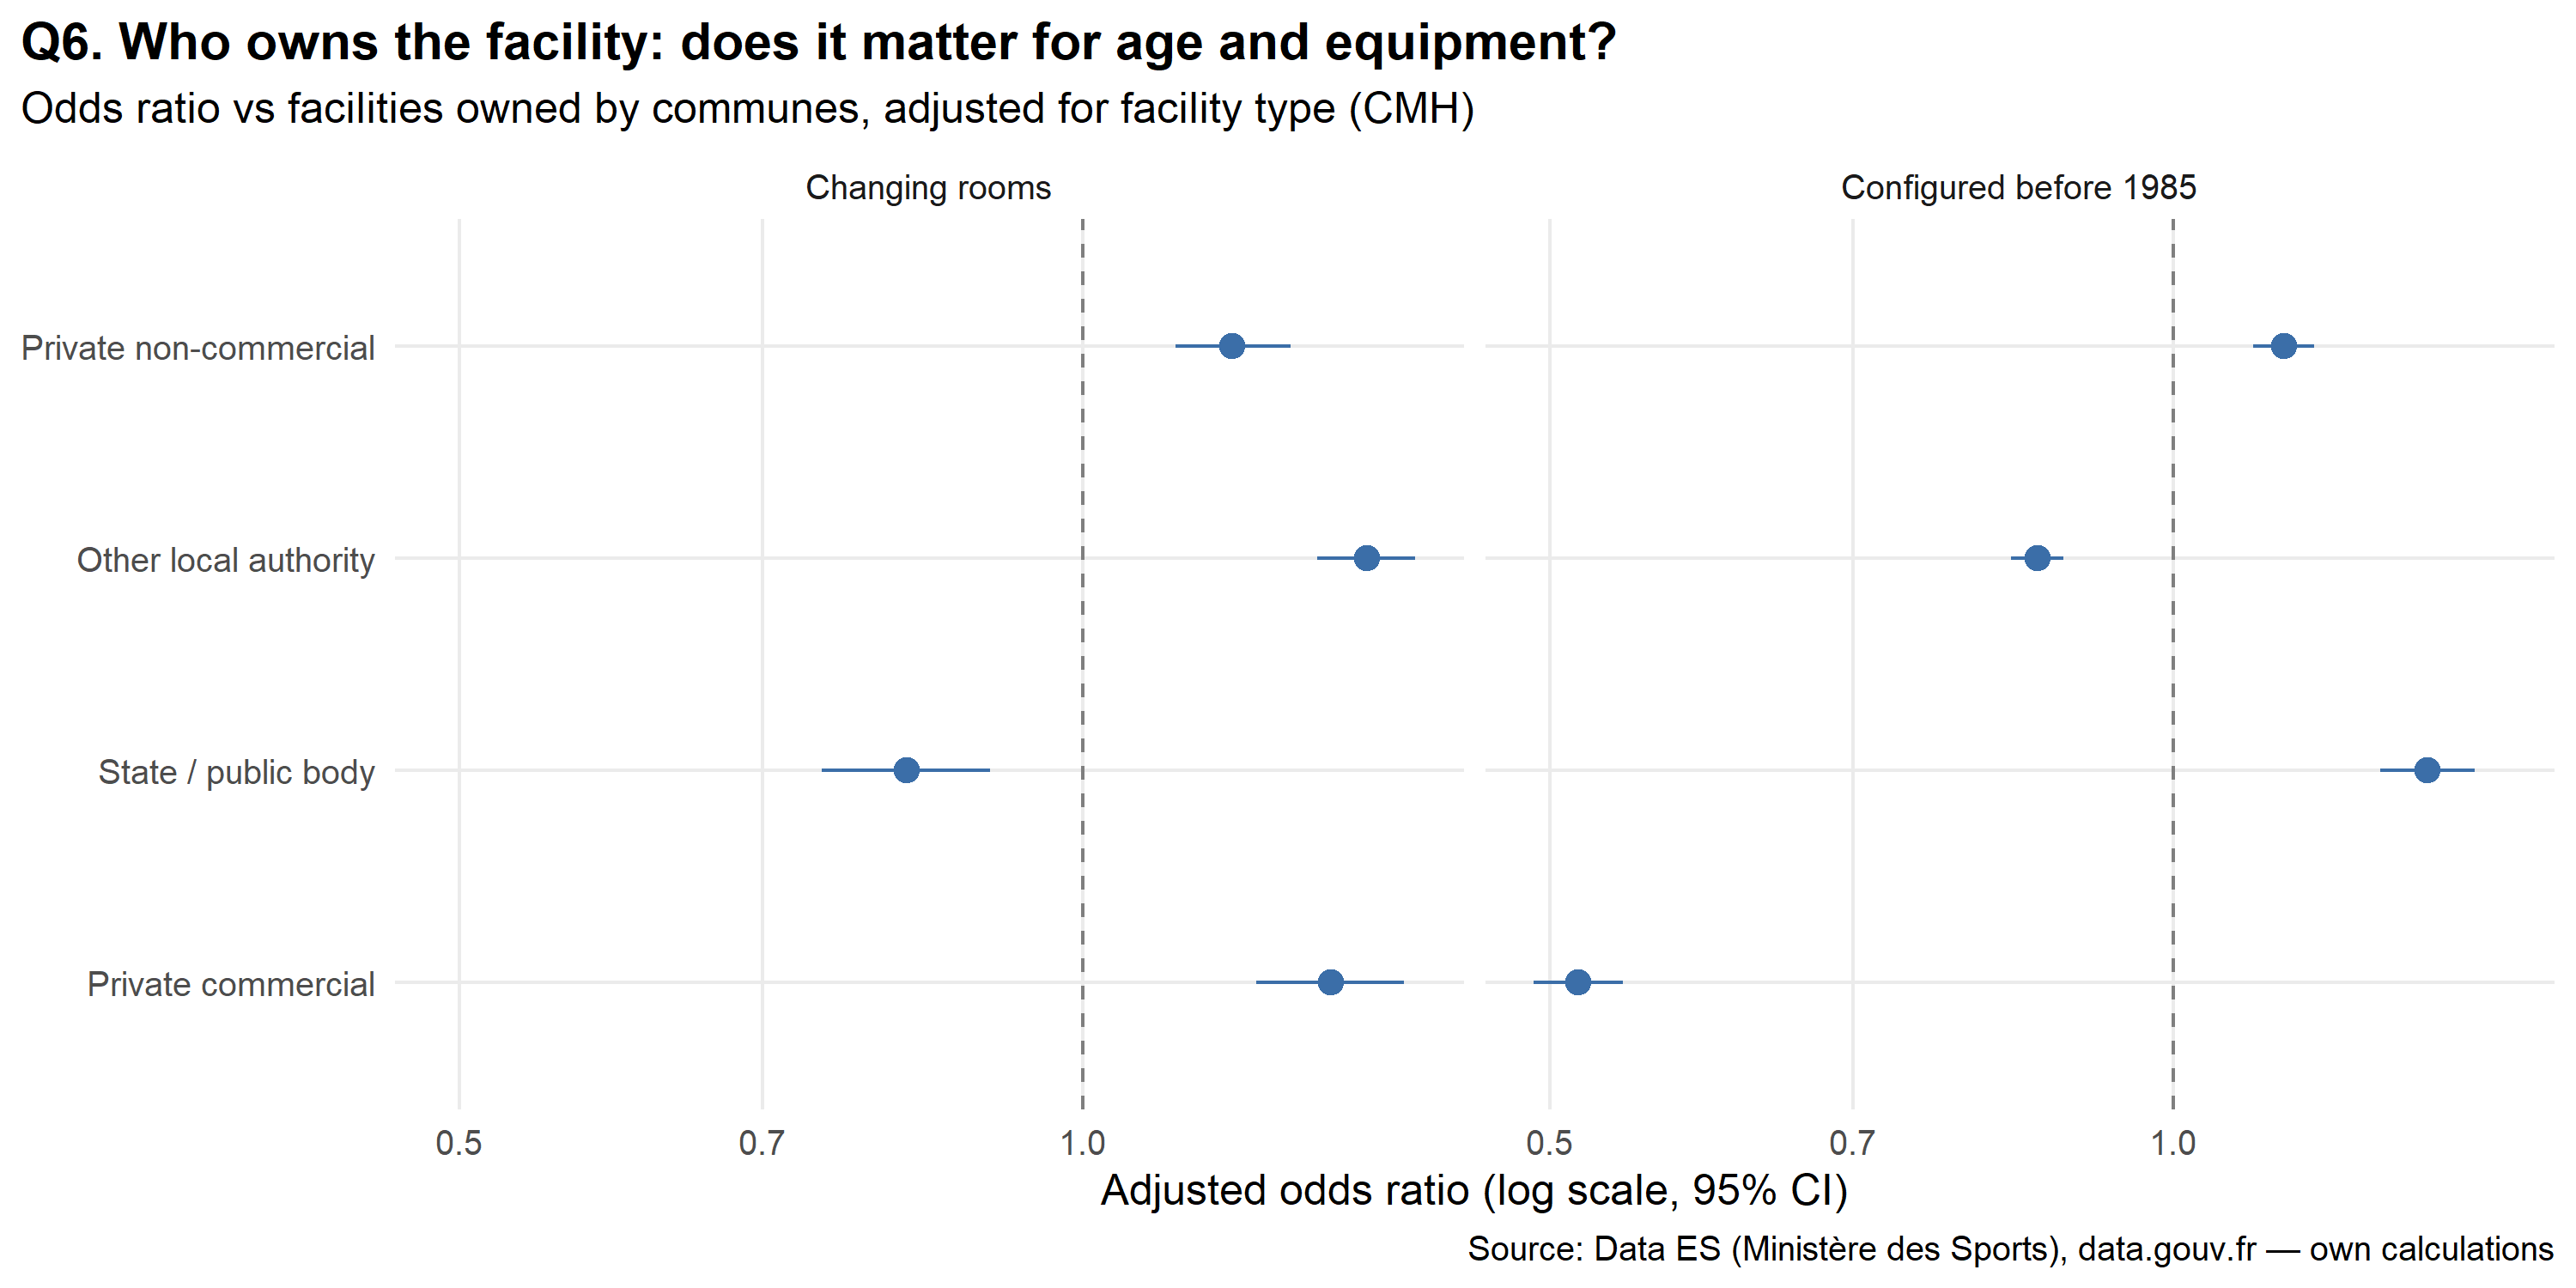 Q6. Who owns the facility: does it matter for age and equipment?
Odds ratio vs facilities owned by communes, adjusted for facility type (CMH)
Changing rooms
Configured before 1985
Private non-commercial
Other local authority
State / public body
Private commercial
0.5
0.7
1.0
0.5
0.7
1.0
Adjusted odds ratio (log scale, 95% CI)
Source: Data ES (Ministère des Sports), data.gouv.fr — own calculations